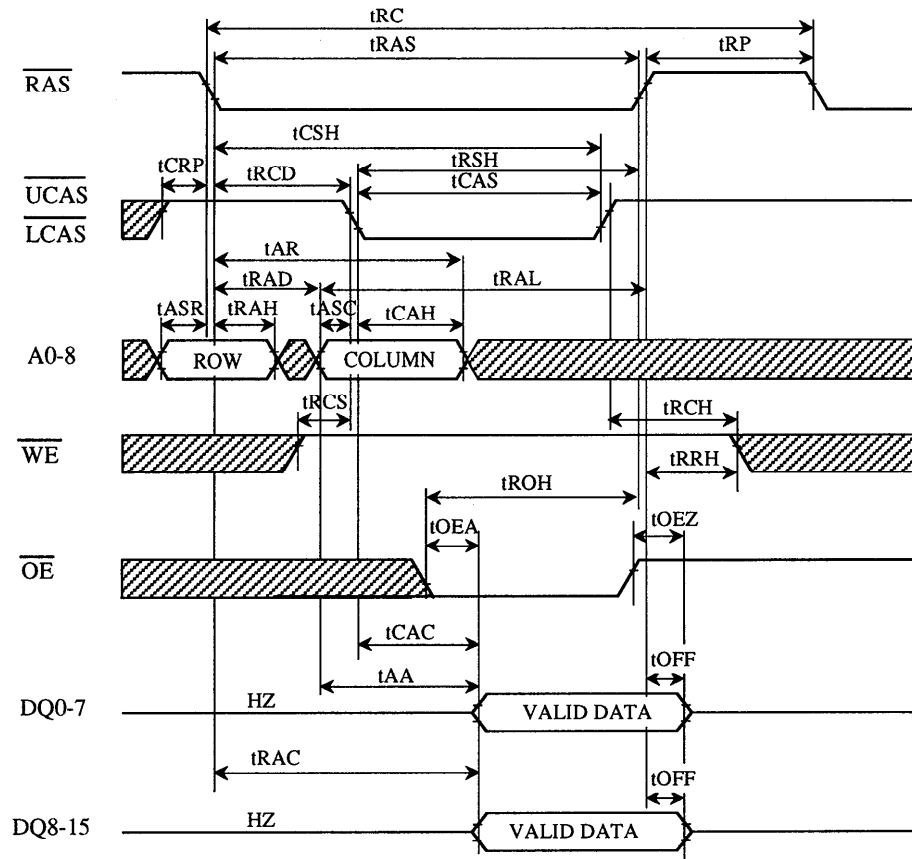 tRC
tRAS
tRP
RAS
tCSH
tCRP
tRCD
tRSH
tCAS
UCAS
LCAS
tAR
tRAD
tRAL
tASR
tRAH
tASC
tCAH
A0-8
ROW
COLUMN
tRCS
tRCH
WE
tRRH
tROH
tOEA
tOEZ
OE
tCAC
tOFF
tAA
DQ0-7
HZ
VALID DATA
tRAC
tOFF
DQ8-15
HZ
VALID DATA